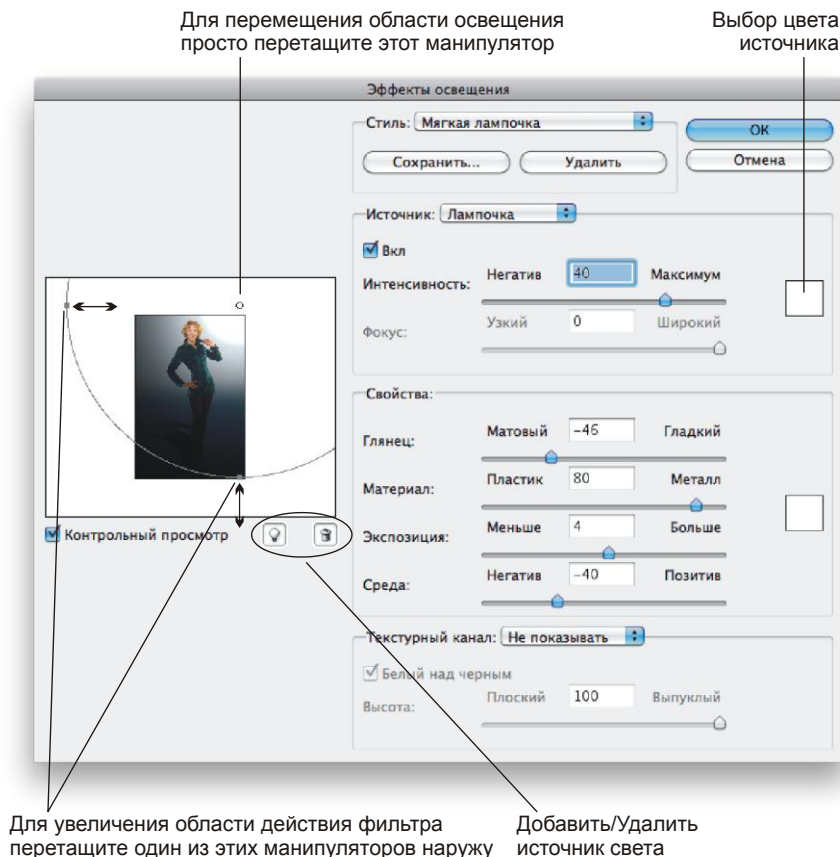 Для перемещения области освещения
просто перетащите этот манипулятор
Выбор цвета
источника
Эффекты освещения
Стиль: Мягкая лампочка
OK
Сохранить... Удалить
Отмена
Источник: Лампочка
Вкл
Интенсивность: Негатив 40 Максимум
Фокус: Узкий 0 Широкий
Свойства:
Глянец: Матовый -46 Гладкий
Материал: Пластик 80 Металл
Контрольный просмотр
Экспозиция: Меньше 4 Больше
Среда: Негатив -40 Позитив
Текстурный канал: Не показывать
Белый над черным
Высота: Плоский 100 Выпуклый
Для увеличения области действия фильтра
перетащите один из этих манипуляторов наружу
Добавить/Удалить
источник света